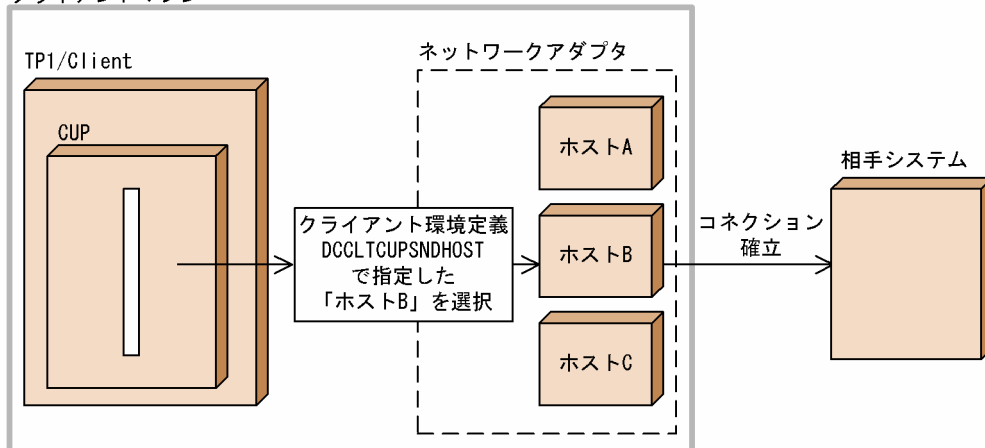 TP1/Client
CUP
クライアント環境定義
DCCLTCUPSNDHOST
で指定した
「ホストB」を選択
ネットワークアダプタ
ホストA
ホストB
ホストC
コネクション
確立
相手システム